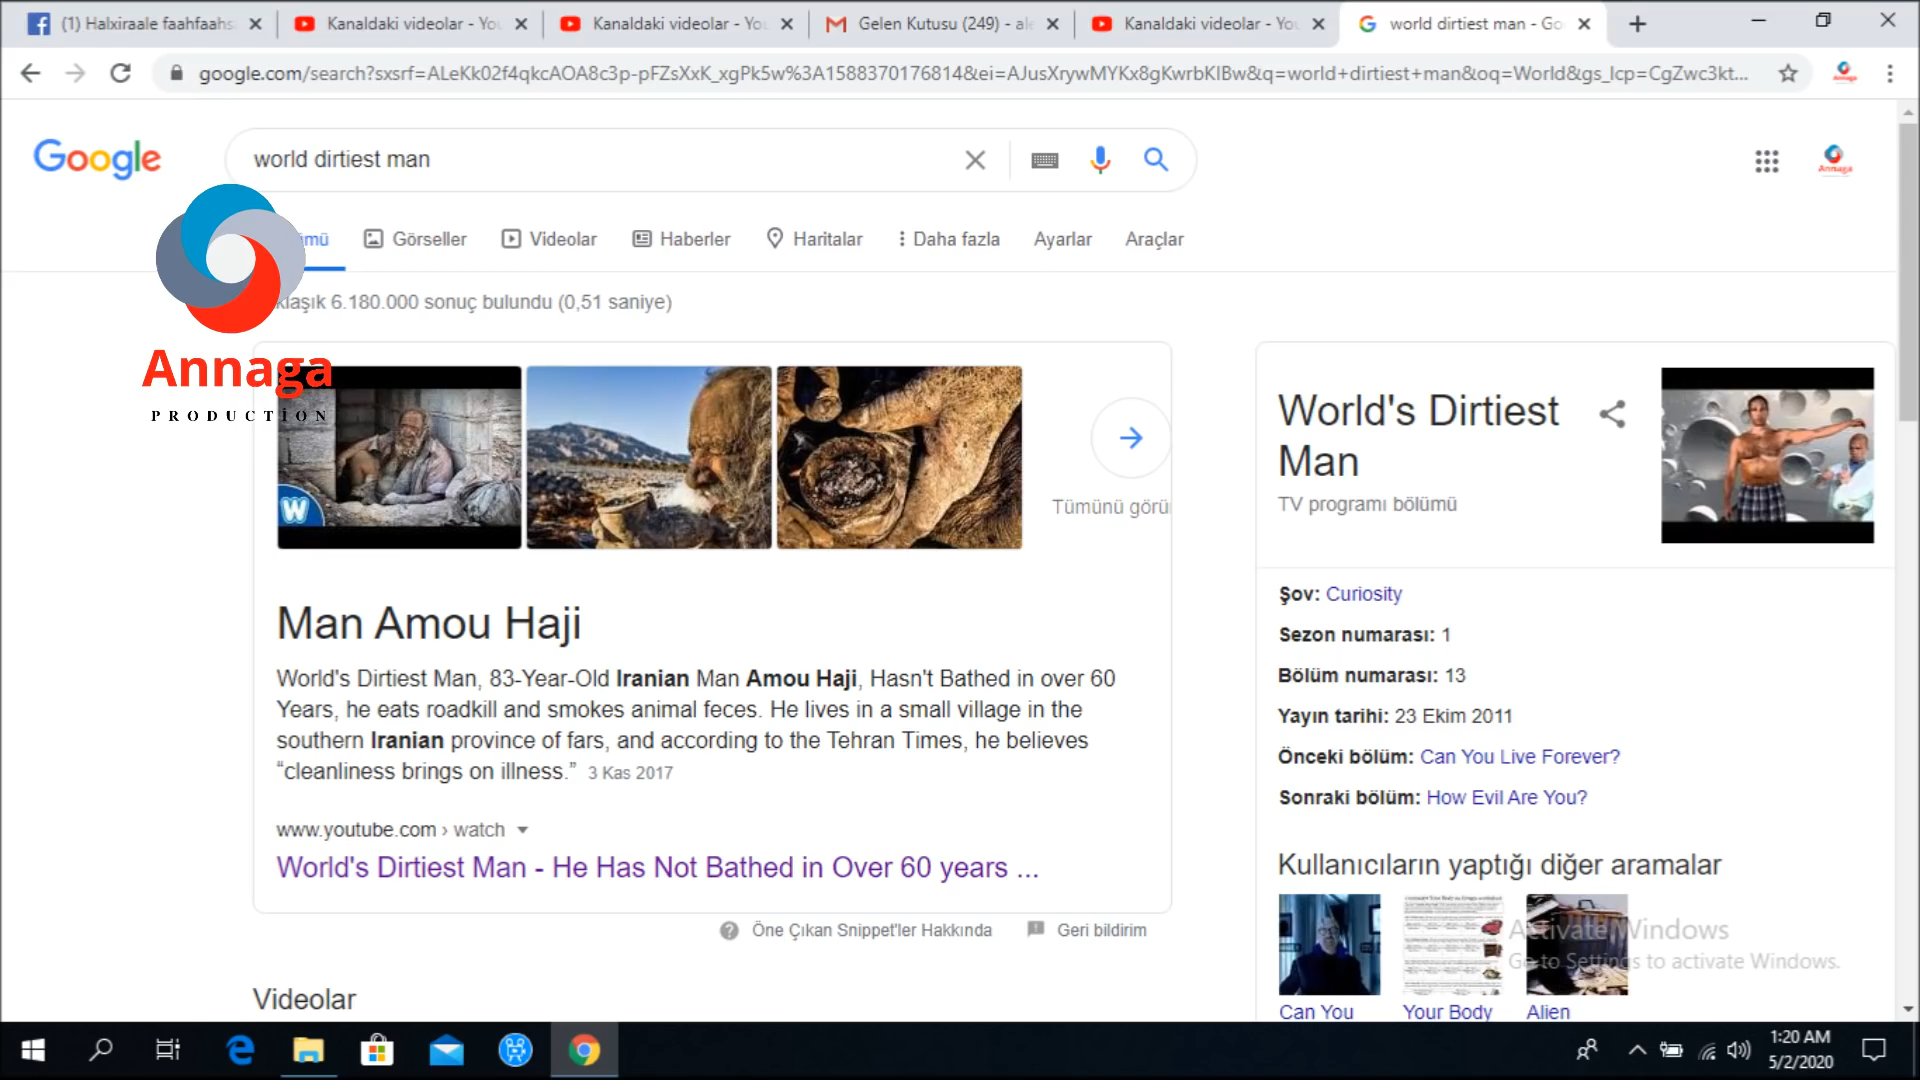 (1) Halxiraale faahfaahs
Kanaldaki videolar - You
Kanaldaki videolar - You
Gelen Kutusu (249) - ale
Kanaldaki videolar - You
world dirtiest man - Go
google.com/search?sxsrf=ALeKk02f4qkcAOA8c3p-pFZsXxK_xgPk5w%3A1588370176814&ei=AJusXrywMYKx8gKwrbKIBw&q=world+dirtiest+man&oq=World&gs_lcp=CgZwc3kt...
Google
world dirtiest man
Annaga
mü
Görseller
Videolar
Haberler
Haritalar
Daha fazla
Ayarlar
Araçlar
klaşık 6.180.000 sonuç bulundu (0,51 saniye)
Annaga
PRODUCTİON
W
Tümünü görü
Man Amou Haji
World's Dirtiest Man, 83-Year-Old Iranian Man Amou Haji, Hasn't Bathed in over 60
Years, he eats roadkill and smokes animal feces. He lives in a small village in the
southern Iranian province of fars, and according to the Tehran Times, he believes
“cleanliness brings on illness.” 3 Kas 2017
www.youtube.com › watch
World's Dirtiest Man - He Has Not Bathed in Over 60 years ...
Öne Çıkan Snippet'ler Hakkında
Geri bildirim
Videolar
World's Dirtiest
Man
TV programı bölümü
Şov: Curiosity
Sezon numarası: 1
Bölüm numarası: 13
Yayın tarihi: 23 Ekim 2011
Önceki bölüm: Can You Live Forever?
Sonraki bölüm: How Evil Are You?
Kullanıcıların yaptığı diğer aramalar
Can You
Your Body
Alien
Activate Windows
Go to Settings to activate Windows.
1:20 AM
5/2/2020